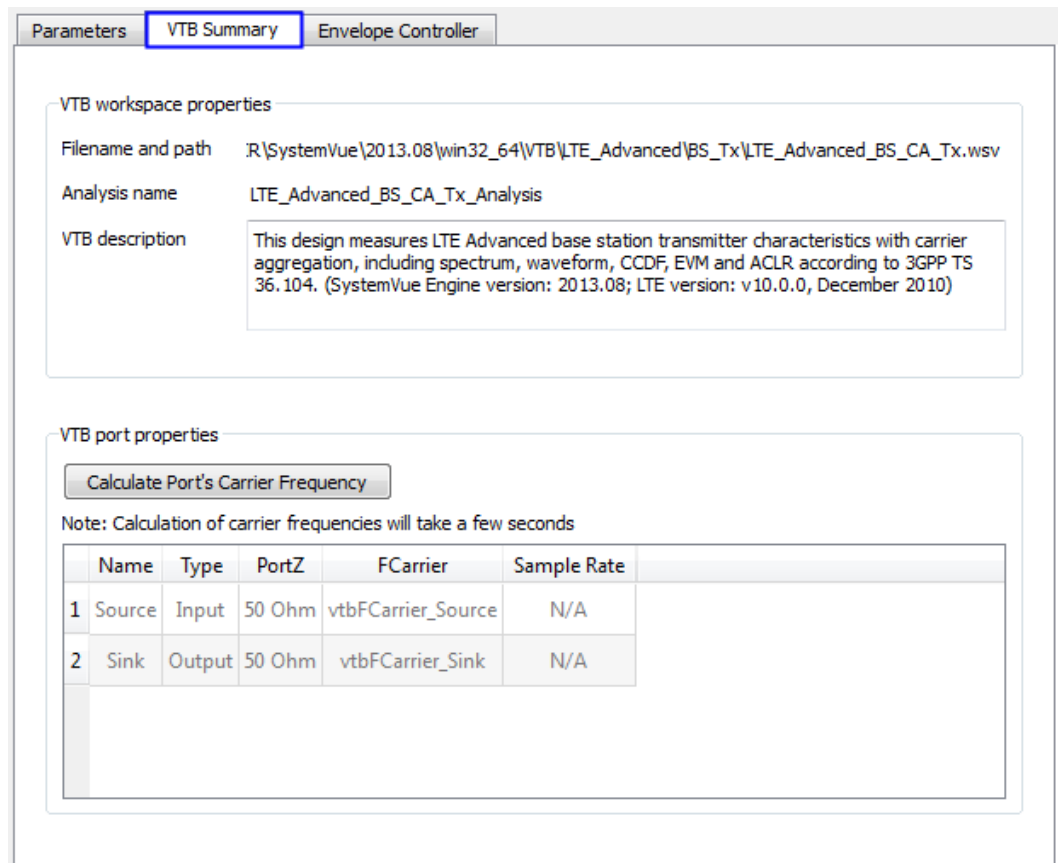 Parameters VTB Summary Envelope Controller
VTB workspace properties
Filename and path :R\SystemVue\2013.08\win32_64\VTB\LTE_Advanced\BS_Tx\LTE_Advanced_BS_CA_Tx.wsv
Analysis name LTE_Advanced_BS_CA_Tx_Analysis
VTB description This design measures LTE Advanced base station transmitter characteristics with carrier
aggregation, including spectrum, waveform, CCDF, EVM and ACLR according to 3GPP TS
36.104. (SystemVue Engine version: 2013.08; LTE version: v10.0.0, December 2010)
VTB port properties
Calculate Port's Carrier Frequency
Note: Calculation of carrier frequencies will take a few seconds
Name Type PortZ FCarrier Sample Rate
1 Source Input 50 Ohm vtbFCarrier_Source N/A
2 Sink Output 50 Ohm vtbFCarrier_Sink N/A